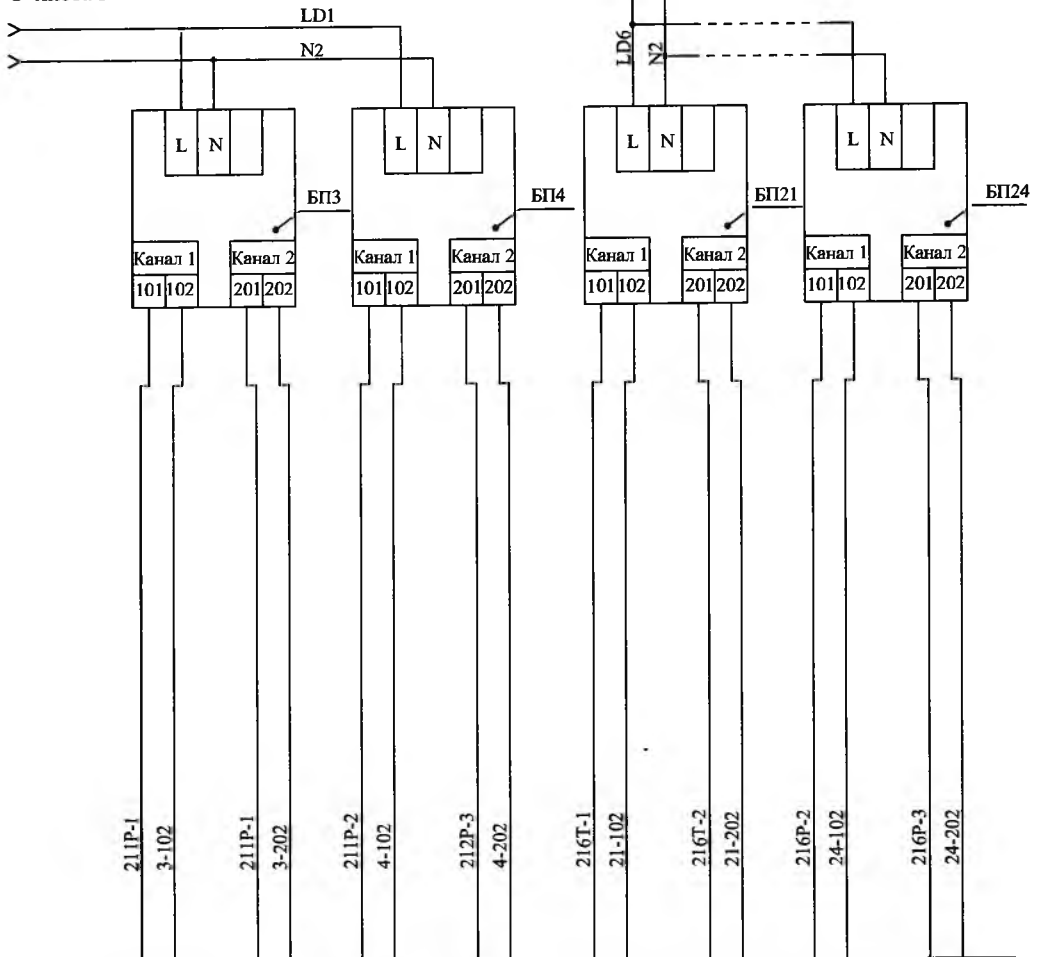 LD1
N2
LD6
N2
L N
L N
L N
L N
БП3
БП4
БП21
БП24
Канал 1
Канал 2
Канал 1
Канал 2
Канал 1
Канал 2
Канал 1
Канал 2
101 102
201 202
101 102
201 202
101 102
201 202
101 102
201 202
211P-1
3-102
211P-1
3-202
211P-2
4-102
212P-3
4-202
216T-1
21-102
216T-2
21-202
216P-2
24-102
216P-3
24-202